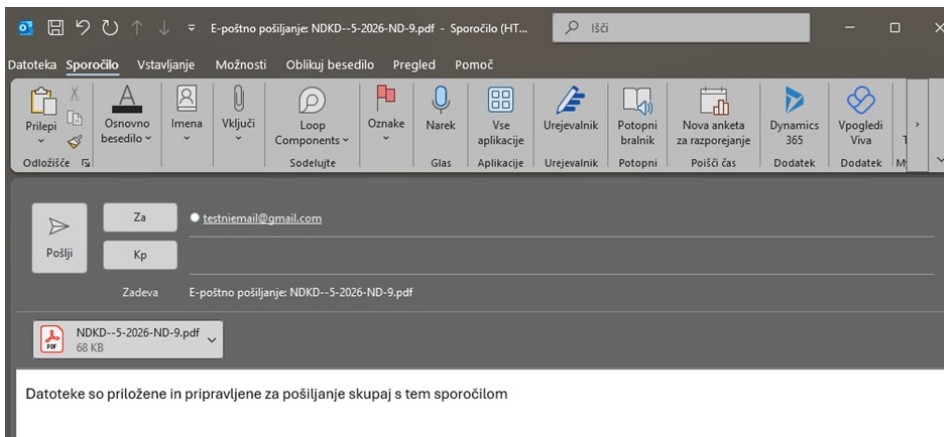 E-poštno pošiljanje: NDKD--5-2026-ND-9.pdf - Sporočilo (HT...
Išči
Datoteka Sporočilo Vstavljanje Možnosti Oblikuj besedilo Pregled Pomoč
Prilepi
Osnovno besedilo
Imena
Vključi
Loop Components
Oznake
Narek
Vse aplikacije
Urejevalnik
Potopni bralnik
Nova anketa za razporejanje
Dynamics 365
Vpogledi Viva
Odložišče Sodelujte Glas Aplikacije Urejevalnik Potopni Poišči čas Dodatek Dodatek
Pošlji
Za
testniemail@gmail.com
Kp
Zadeva
E-poštno pošiljanje: NDKD--5-2026-ND-9.pdf
PDF
NDKD--5-2026-ND-9.pdf
68 KB
Datoteke so priložene in pripravljene za pošiljanje skupaj s tem sporočilom